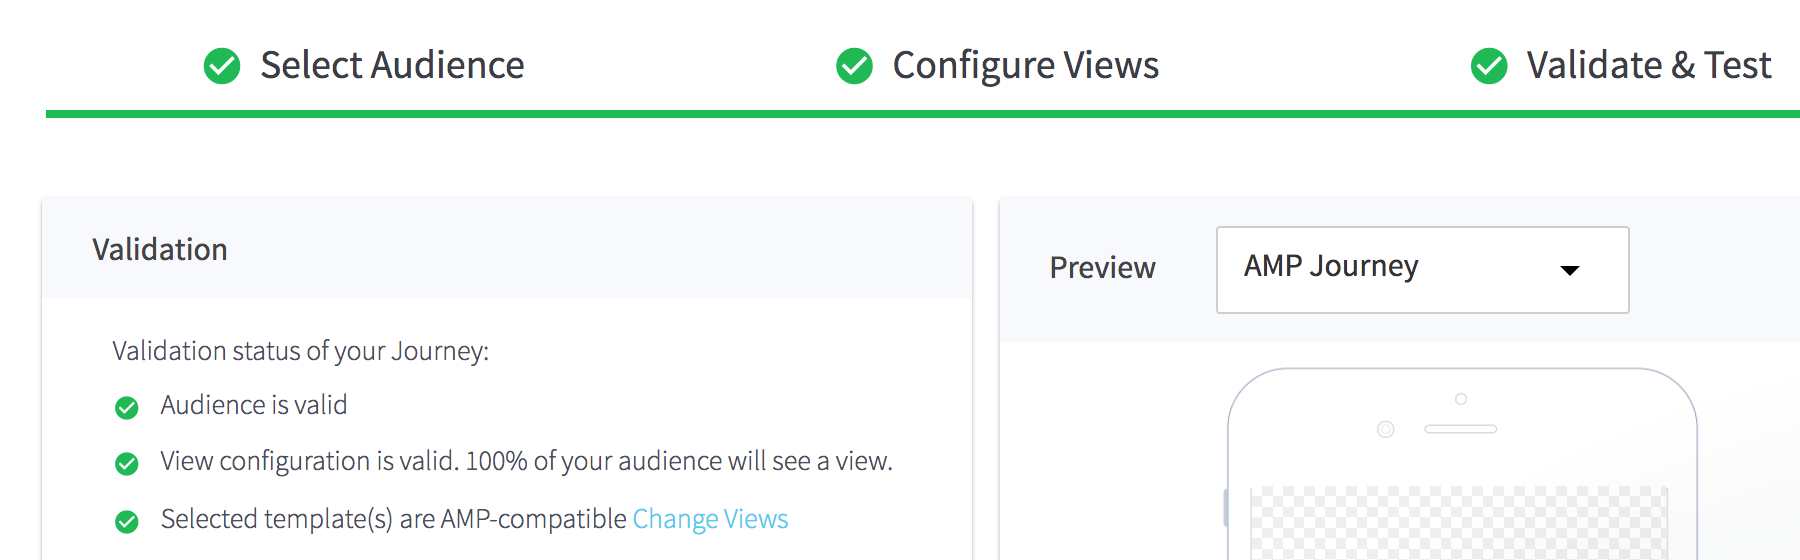 Select Audience
Configure Views
Validate & Test
Validation
Validation status of your Journey:
Audience is valid
View configuration is valid. 100% of your audience will see a view.
Selected template(s) are AMP-compatible Change Views
Preview
AMP Journey